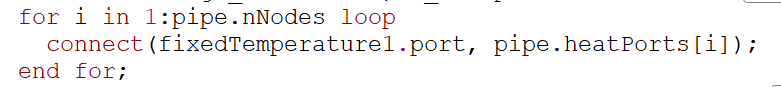 for i in 1:pipe.nNodes loop
connect(fixedTemperature1.port, pipe.heatPorts[i]);
end for;